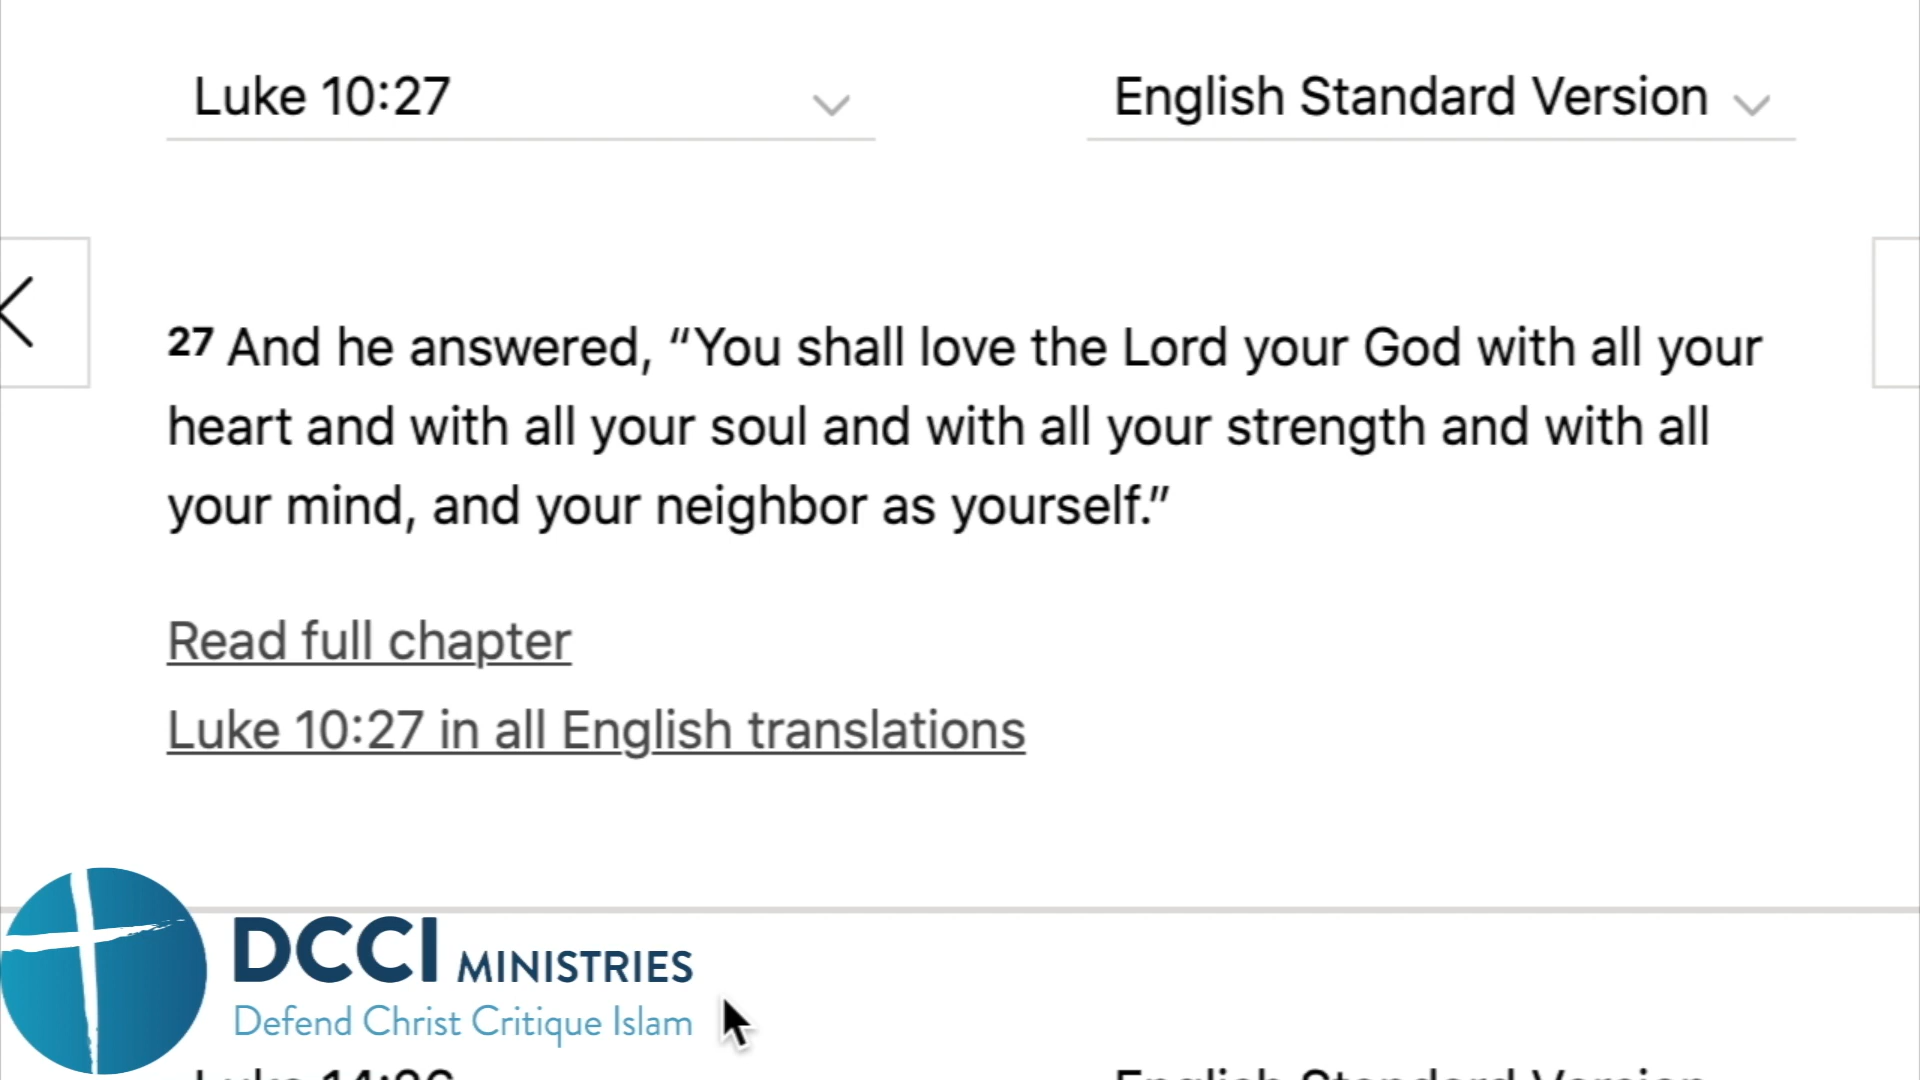 Luke 10:27
English Standard Version
27 And he answered, “You shall love the Lord your God with all your
heart and with all your soul and with all your strength and with all
your mind, and your neighbor as yourself.”
Read full chapter
Luke 10:27 in all English translations
DCCI MINISTRIES
Defend Christ Critique Islam
English Standard Version